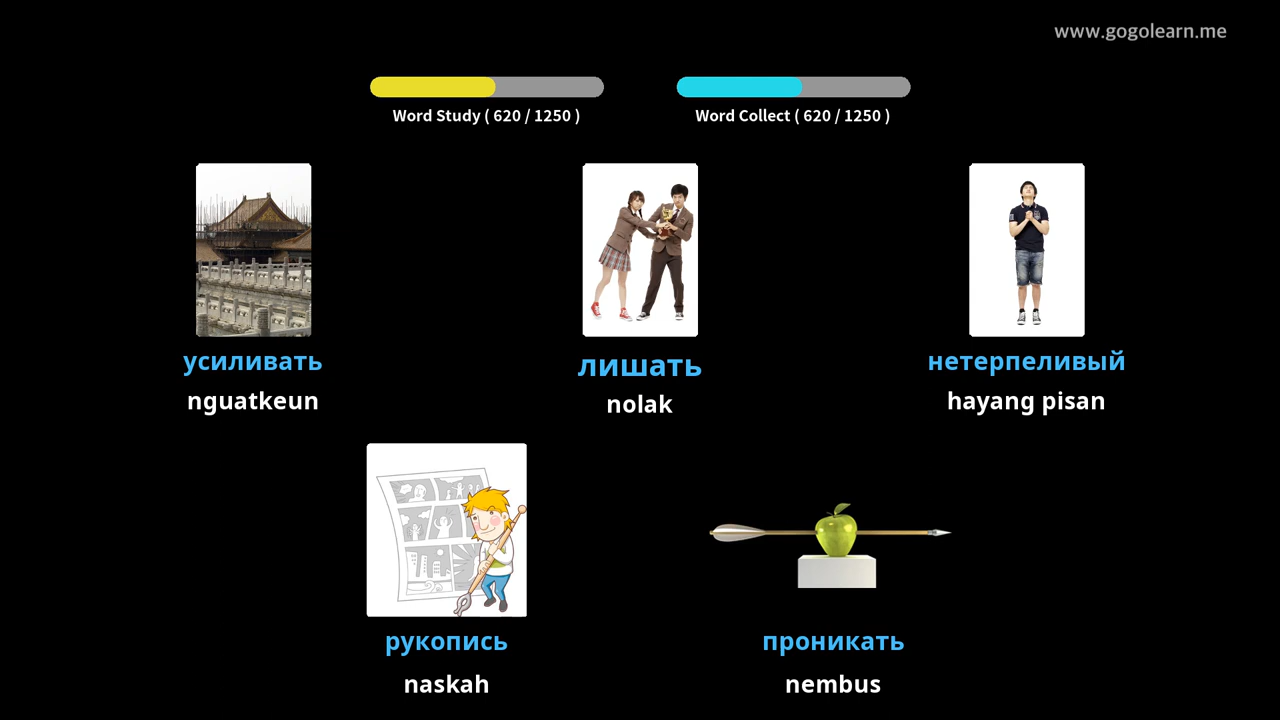 www.gogolearn.me
Word Study ( 620 / 1250 )
Word Collect ( 620 / 1250 )
усиливать
nguatkeun
лишать
nolak
нетерпеливый
hayang pisan
рукопись
naskah
проникать
nembus